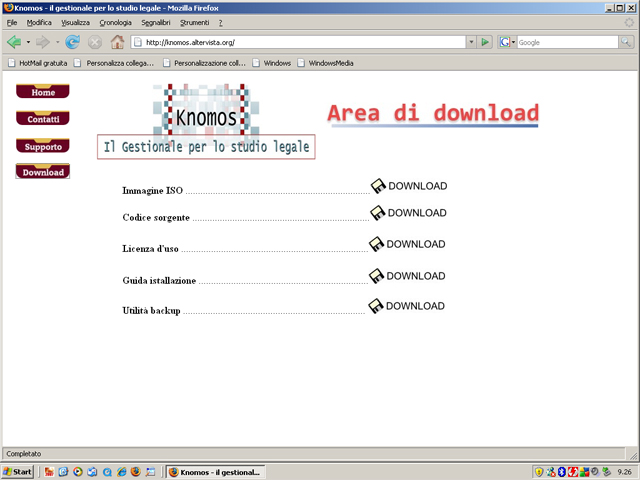 Knomos - il gestionale per lo studio legale - Mozilla Firefox
File Modifica Visualizza Cronologia Segnalibri Strumenti ?
http://knomos.altervista.org/
Google
HotMail gratuita Personalizza collega... Personalizzazione coll... Windows WindowsMedia
Home
Contatti
Supporto
Download
Knomos
Il Gestionale per lo studio legale
Area di download
Immagine ISO ........ DOWNLOAD
Codice sorgente ........ DOWNLOAD
Licenza d'uso ........ DOWNLOAD
Guida istallazione ........ DOWNLOAD
Utilità backup ........ DOWNLOAD
Completato
Start Knomos - il gestional... 9.26